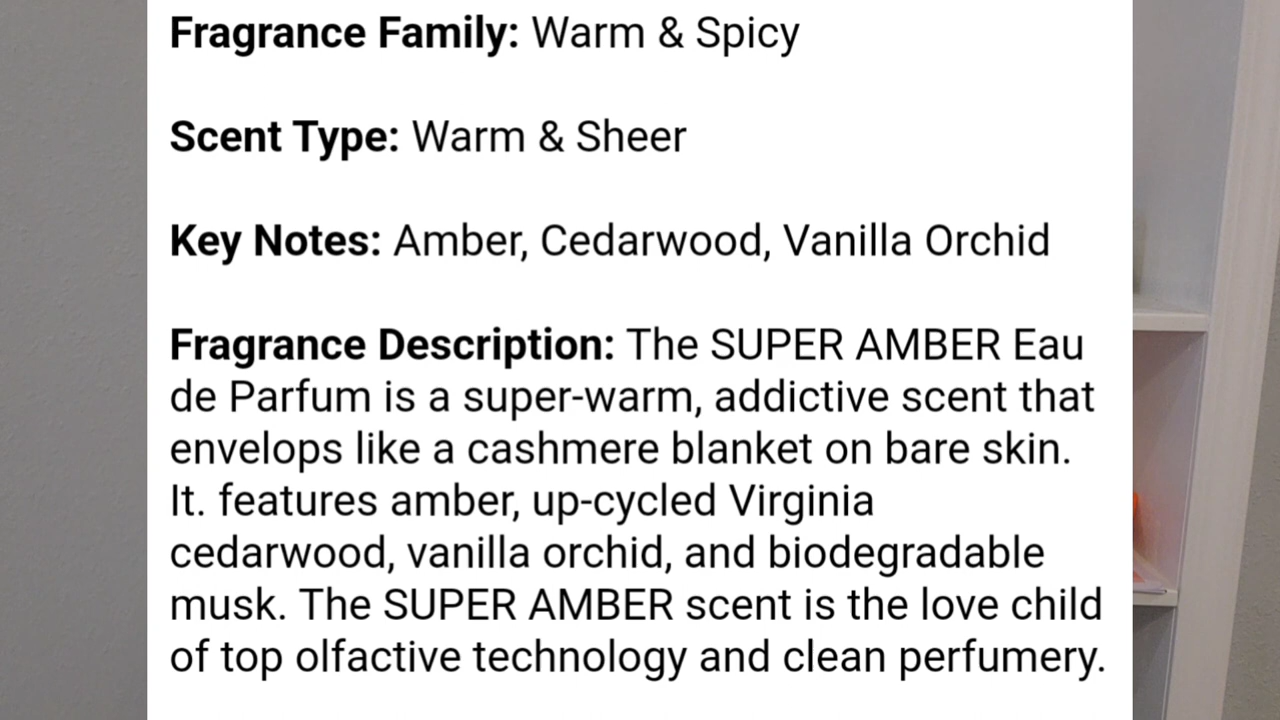 Fragrance Family: Warm & Spicy
Scent Type: Warm & Sheer
Key Notes: Amber, Cedarwood, Vanilla Orchid
Fragrance Description: The SUPER AMBER Eau
de Parfum is a super-warm, addictive scent that
envelops like a cashmere blanket on bare skin.
It. features amber, up-cycled Virginia
cedarwood, vanilla orchid, and biodegradable
musk. The SUPER AMBER scent is the love child
of top olfactive technology and clean perfumery.